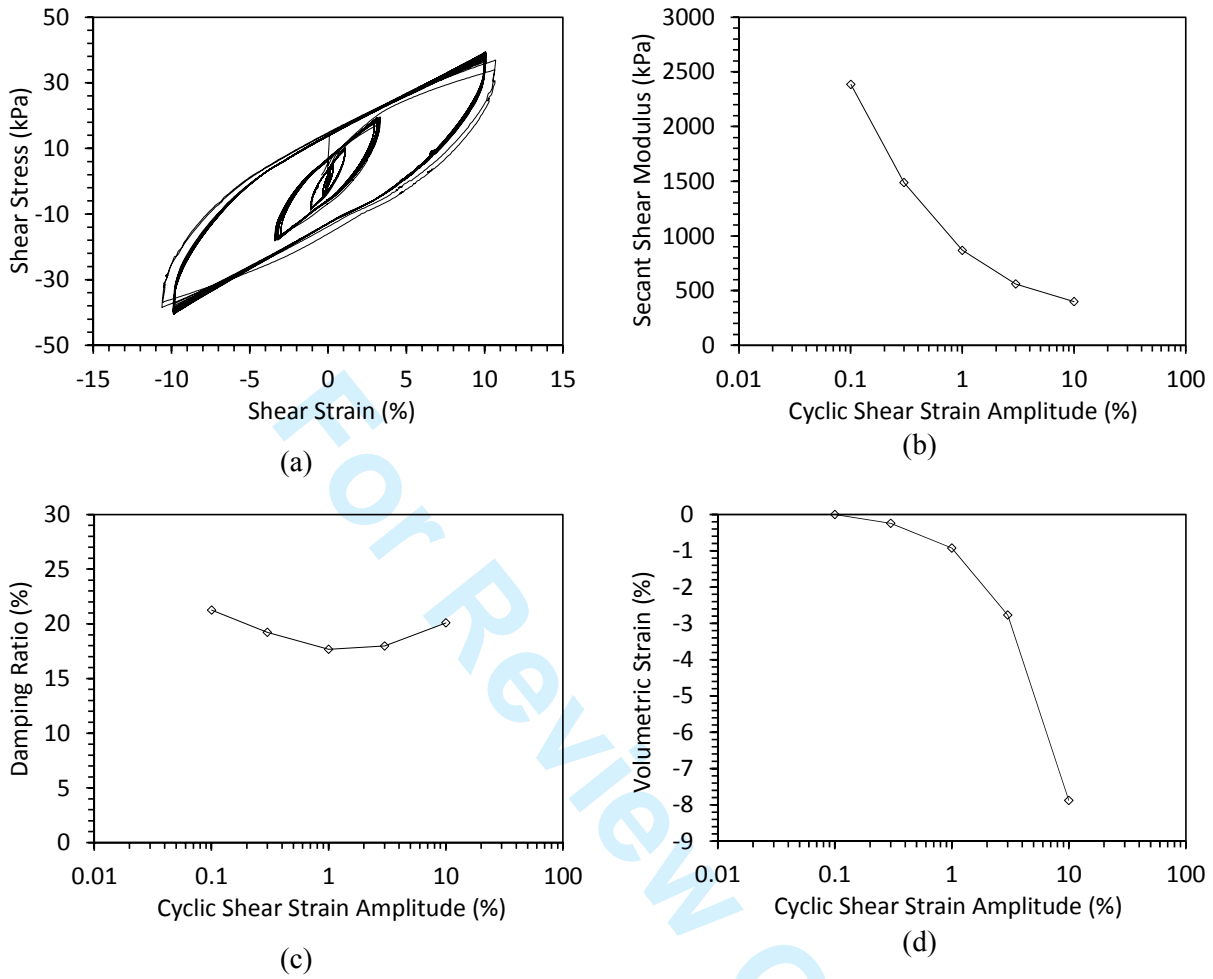 50
30
10
-10
-30
-50
Shear Stress (kPa)
-15 -10 -5 0 5 10 15
Shear Strain (%)
(a)
3000
2500
2000
1500
1000
500
0
Secant Shear Modulus (kPa)
0.01 0.1 1 10 100
Cyclic Shear Strain Amplitude (%)
(b)
30
25
20
15
10
5
0
Damping Ratio (%)
0.01 0.1 1 10 100
Cyclic Shear Strain Amplitude (%)
(c)
0
-1
-2
-3
-4
-5
-6
-7
-8
-9
Volumetric Strain (%)
0.01 0.1 1 10 100
Cyclic Shear Strain Amplitude (%)
(d)
For Review